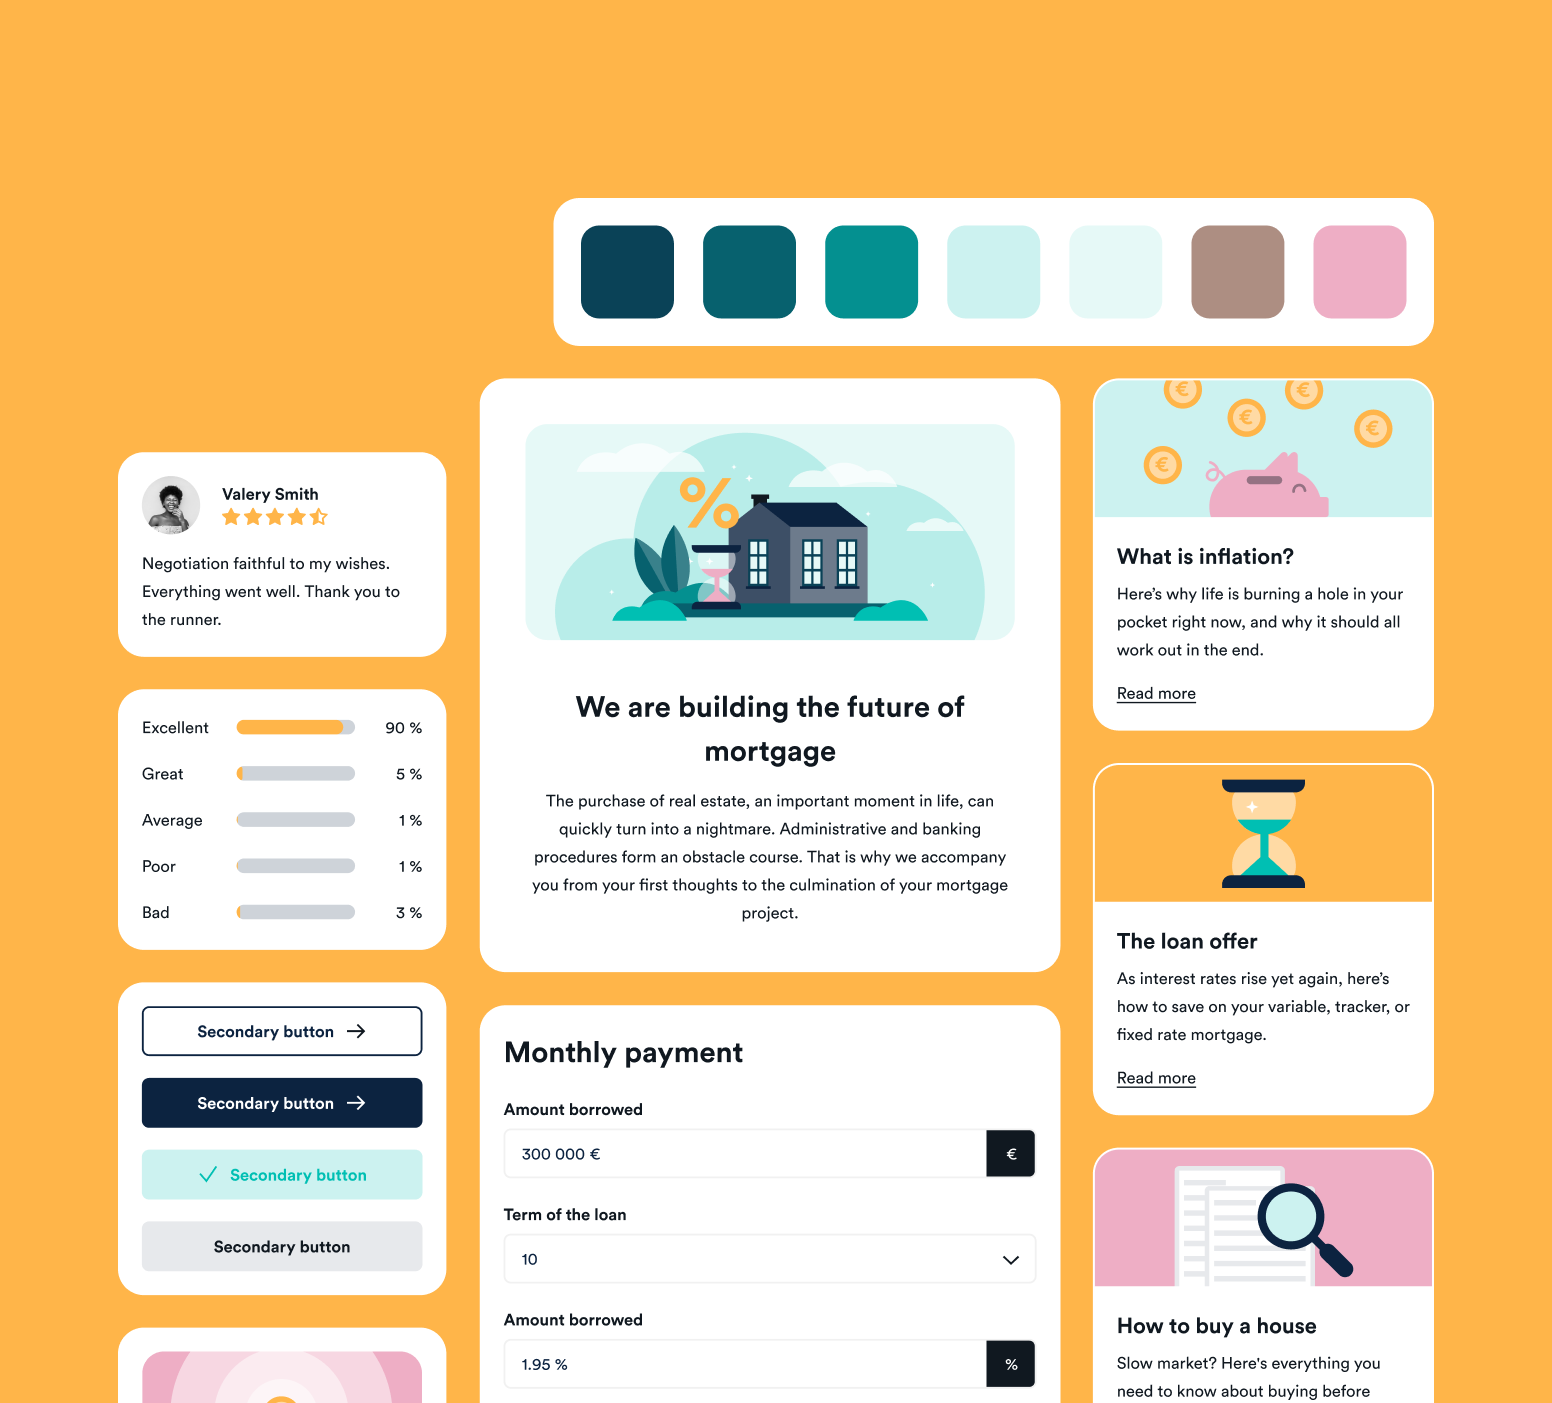 Valery Smith
Negotiation faithful to my wishes.
Everything went well. Thank you to
the runner.
Excellent 90 %
Great 5 %
Average 1 %
Poor 1 %
Bad 3 %
Secondary button
Secondary button
Secondary button
Secondary button
%
We are building the future of
mortgage
The purchase of real estate, an important moment in life, can
quickly turn into a nightmare. Administrative and banking
procedures form an obstacle course. That is why we accompany
you from your first thoughts to the culmination of your mortgage
project.
Monthly payment
Amount borrowed
300 000 € €
Term of the loan
10
Amount borrowed
1.95 % %
€ € € € €
What is inflation?
Here’s why life is burning a hole in your
pocket right now, and why it should all
work out in the end.
Read more
The loan offer
As interest rates rise yet again, here’s
how to save on your variable, tracker, or
fixed rate mortgage.
Read more
How to buy a house
Slow market? Here's everything you
need to know about buying before